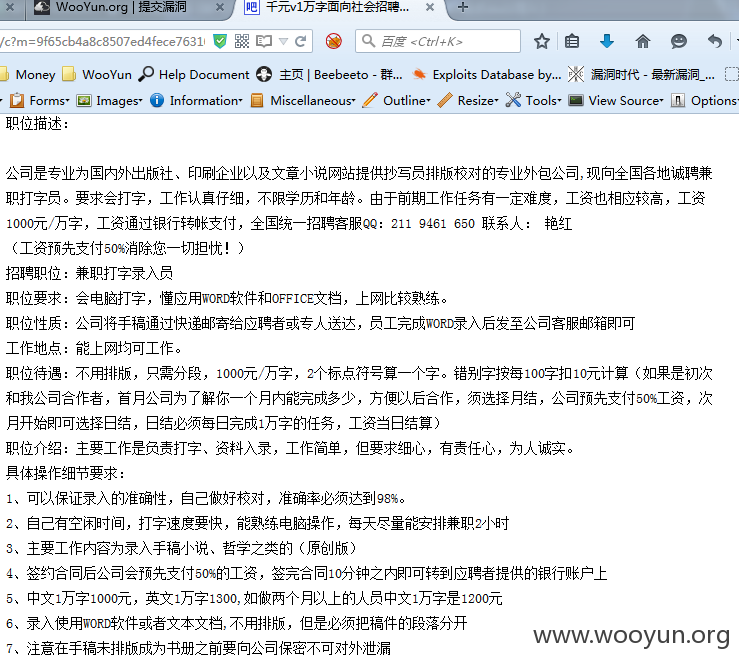 WooYun.org | 提交漏洞
千元v1万字面向社会招聘...
/c?m=9f65cb4a8c8507ed4fece7631
百度 <Ctrl+K>
Money WooYun Help Document 主页 | Beebeeto - 群... Exploits Database by... 漏洞时代 - 最新漏洞_...
Forms Images Information Miscellaneous Outline Resize Tools View Source Options
职位描述：
公司是专业为国内外出版社、印刷企业以及文章小说网站提供抄写员排版校对的专业外包公司,现向全国各地诚聘兼
职打字员。要求会打字，工作认真仔细，不限学历和年龄。由于前期工作任务有一定难度，工资也相应较高，工资
1000元/万字，工资通过银行转帐支付，全国统一招聘客服QQ：211 9461 650 联系人： 艳红
（工资预先支付50%消除您一切担忧！）
招聘职位：兼职打字录入员
职位要求：会电脑打字，懂应用WORD软件和OFFICE文档，上网比较熟练。
职位性质：公司将手稿通过快递邮寄给应聘者或专人送达，员工完成WORD录入后发至公司客服邮箱即可
工作地点：能上网均可工作。
职位待遇：不用排版，只需分段，1000元/万字，2个标点符号算一个字。错别字按每100字扣10元计算（如果是初次
和我公司合作者，首月公司为了解你一个月内能完成多少，方便以后合作，须选择月结，公司预先支付50%工资，次
月开始即可选择日结，日结必须每日完成1万字的任务，工资当日结算）
职位介绍：主要工作是负责打字、资料入录，工作简单，但要求细心，有责任心，为人诚实。
具体操作细节要求：
1、可以保证录入的准确性，自己做好校对，准确率必须达到98%。
2、自己有空闲时间，打字速度要快，能熟练电脑操作，每天尽量能安排兼职2小时
3、主要工作内容为录入手稿小说、哲学之类的（原创版）
4、签约合同后公司会预先支付50%的工资，签完合同10分钟之内即可转到应聘者提供的银行账户上
5、中文1万字1000元，英文1万字1300,如做两个月以上的人员中文1万字是1200元
6、录入使用WORD软件或者文本文档,不用排版，但是必须把稿件的段落分开
7、注意在手稿未排版成为书册之前要向公司保密不可对外泄漏
www.wooyun.org